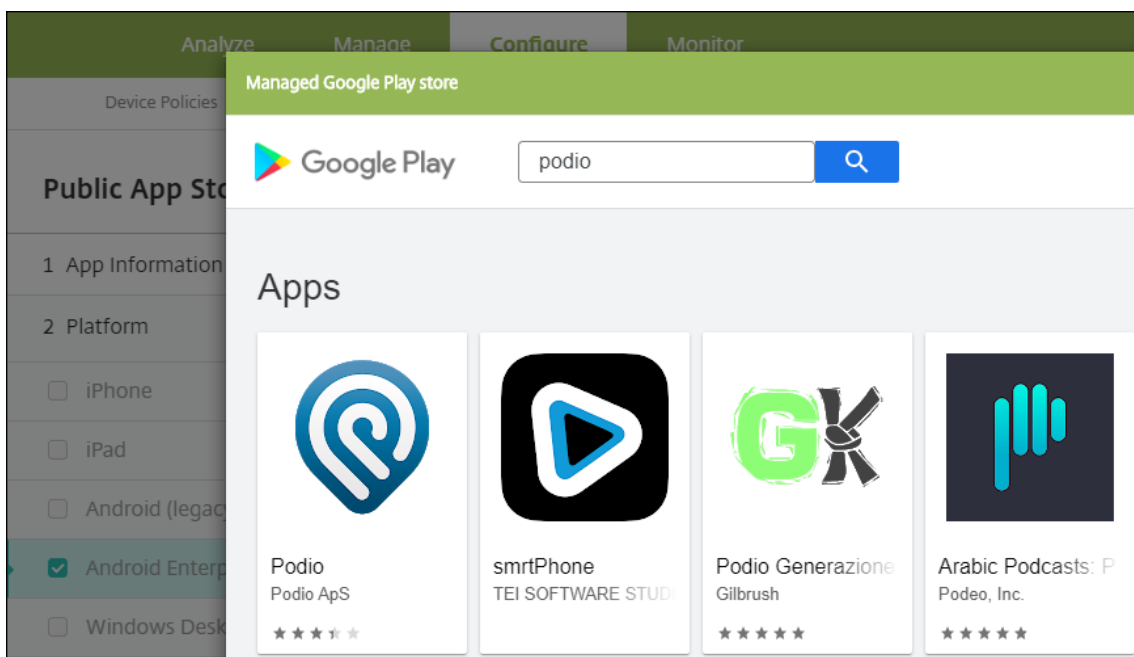 Analyze Manage Configure Monitor
Managed Google Play store
Device Policies
Google Play
podio
Public App Sto
1 App Information
2 Platform
iPhone
iPad
Android (legac
Android Enterp
Windows Desk
Apps
Podio
Podio ApS
smrtPhone
TEI SOFTWARE STUD
GK
Podio Generazione
Gilbrush
Arabic Podcasts: P
Podeo, Inc.